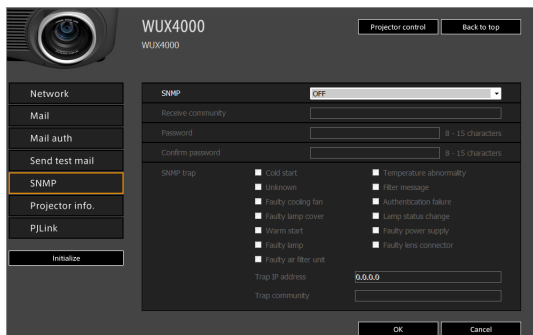 WUX4000
WUX4000
Projector control
Back to top
Network
Mail
Mail auth
Send test mail
SNMP
Projector info.
PJLink
Initialize
SNMP OFF
Receive community
Password 8 - 15 characters
Confirm password 8 - 15 characters
SNMP trap Cold start Temperature abnormality
Unknown Filter message
Faulty cooling fan Authentication failure
Faulty lamp cover Lamp status change
Warm start Faulty power supply
Faulty lamp Faulty lens connector
Faulty air filter unit
Trap IP address 0.0.0.0
Trap community
OK Cancel